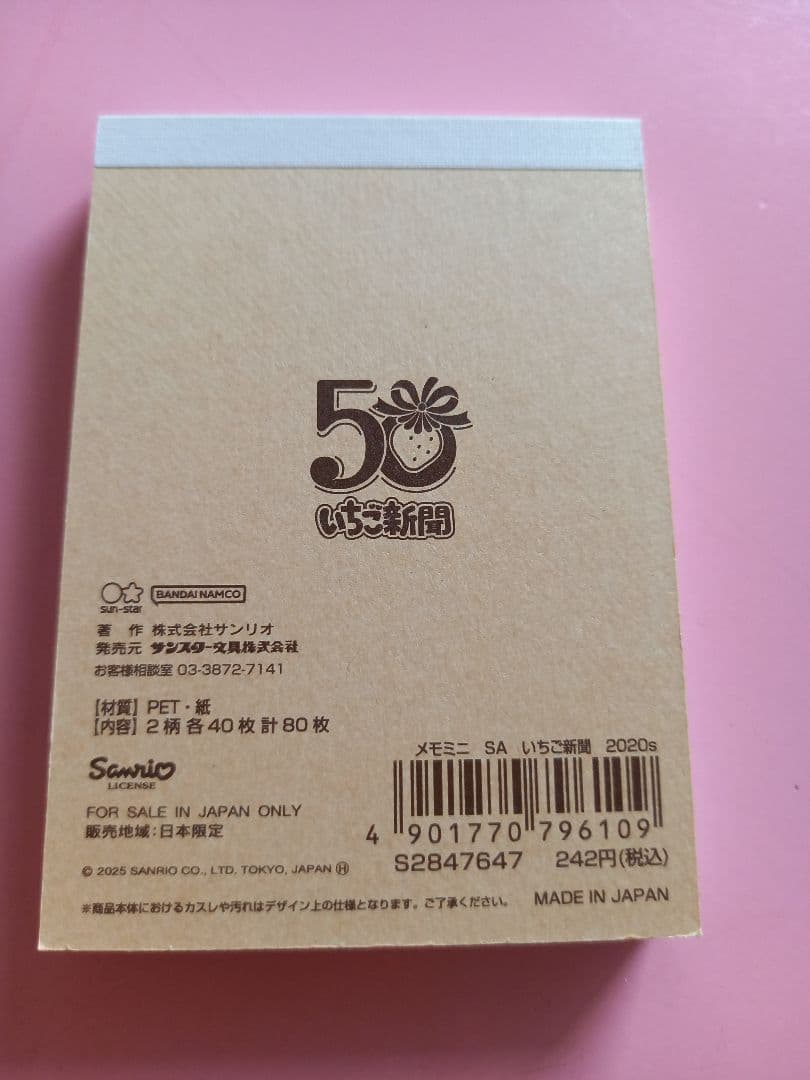 50
いちご新聞
sun-star BANDAI NAMCO
著 作 株式会社サンリオ
発売元 サンスター文具株式会社
お客様相談室 03-3872-7141
【材質】PET・紙
【内容】2柄 各40枚 計80枚
メモミニ SA いちご新聞 2020s
4 901770 796109
S2847647 242円(税込)
Sanrio
LICENSE
FOR SALE IN JAPAN ONLY
販売地域:日本限定
© 2025 SANRIO CO., LTD. TOKYO, JAPAN Ⓗ
※商品本体におけるカスレや汚れはデザイン上の仕様となります。ご了承ください。
MADE IN JAPAN